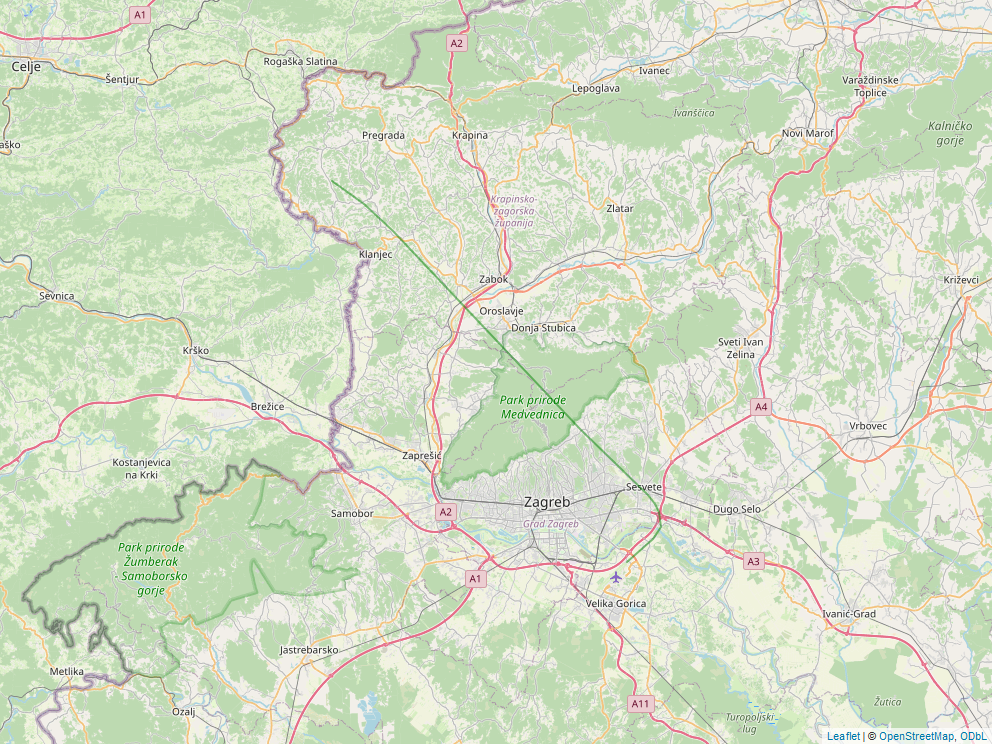 A1
A2
Celje
Rogaška Slatina
Šentjur
Ivanec
Lepoglava
Varaždinske
Toplice
Ivanščica
Kalničko
gorje
Novi Marof
Pregrada
Krapina
aško
Krapinsko-
zagorska
županija
Zlatar
Klanjec
Zabok
Križevci
Sevnica
Oroslavje
Donja Stubica
Krško
Sveti Ivan
Zelina
Park prirode
Medvednica
Brežice
A4
Vrbovec
Kostanjevica
na Krki
Zaprešić
Sesvete
Zagreb
Grad Zagreb
Dugo Selo
Samobor
A2
Park prirode
Žumberak
- Samoborsko
gorje
A3
A1
Velika Gorica
Ivanić-Grad
Jastrebarsko
Metlika
Ozalj
A11
Žutica
Turopoljski
lug
Leaflet | © OpenStreetMap, ODbL